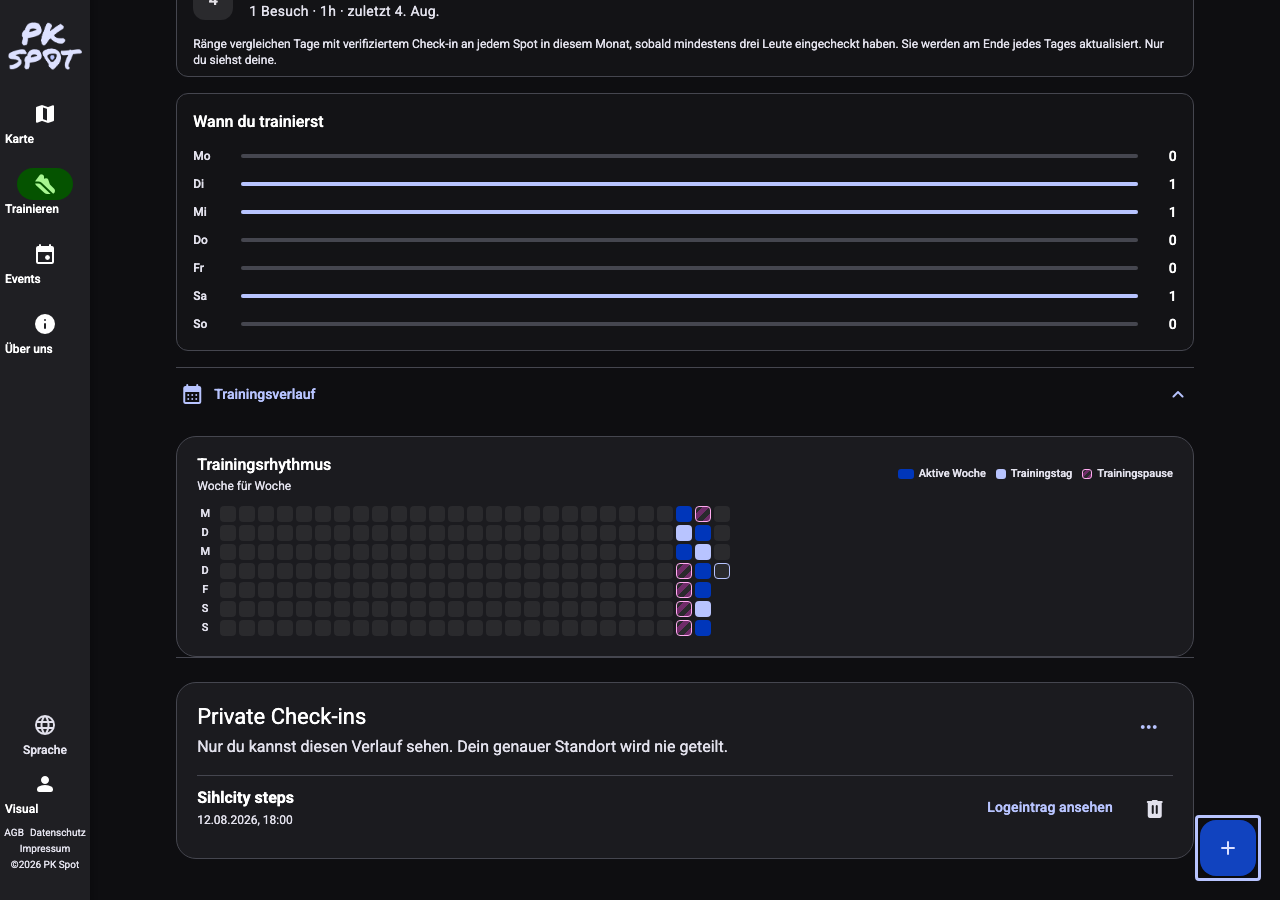 PK
SPOT
Karte
Trainieren
Events
Über uns
Sprache
Visual
AGB Datenschutz
Impressum
©2026 PK Spot
1 Besuch · 1h · zuletzt 4. Aug.
Ränge vergleichen Tage mit verifiziertem Check-in an jedem Spot in diesem Monat, sobald mindestens drei Leute eingecheckt haben. Sie werden am Ende jedes Tages aktualisiert. Nur
du siehst deine.
Wann du trainierst
Mo 0
Di 1
Mi 1
Do 0
Fr 0
Sa 1
So 0
Trainingsverlauf
Trainingsrhythmus
Woche für Woche
Aktive Woche Trainingstag Trainingspause
M
D
M
D
F
S
S
Private Check-ins
Nur du kannst diesen Verlauf sehen. Dein genauer Standort wird nie geteilt.
Sihlcity steps
12.08.2026, 18:00
Logeintrag ansehen